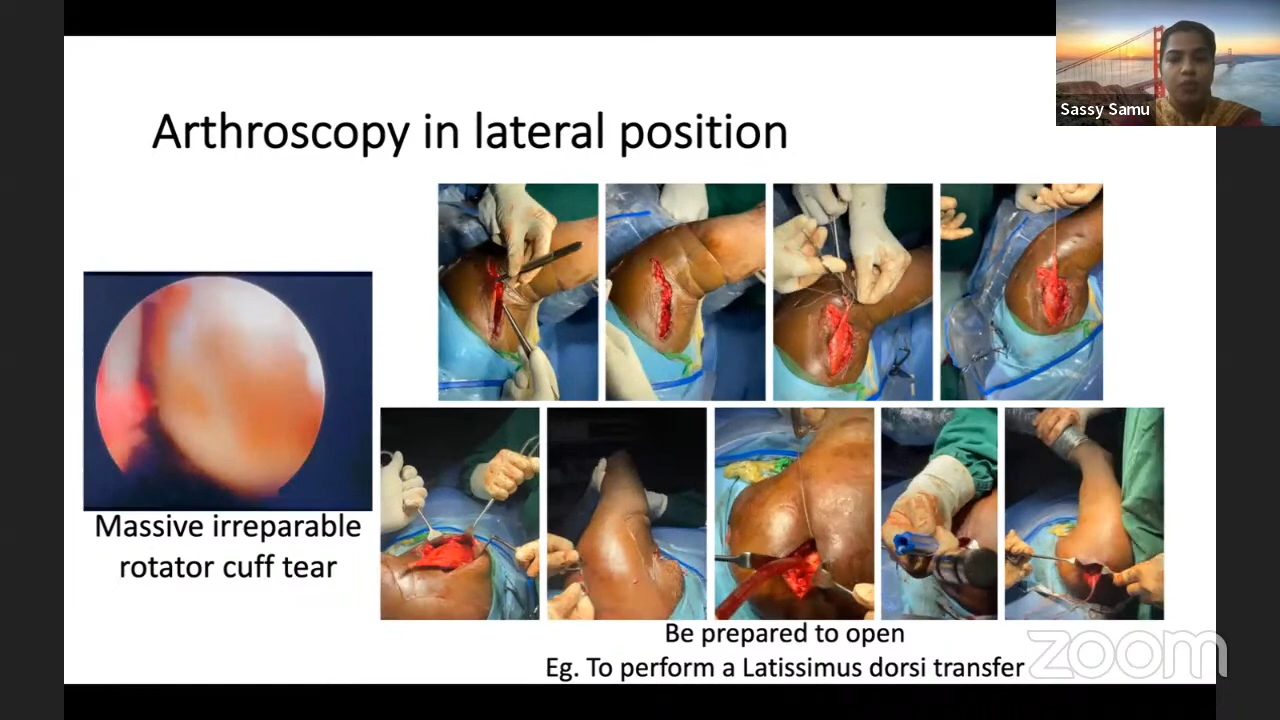 Sassy Samu
Arthroscopy in lateral position
Massive irreparable
rotator cuff tear
Be prepared to open
Eg. To perform a Latissimus dorsi transfer
zoom